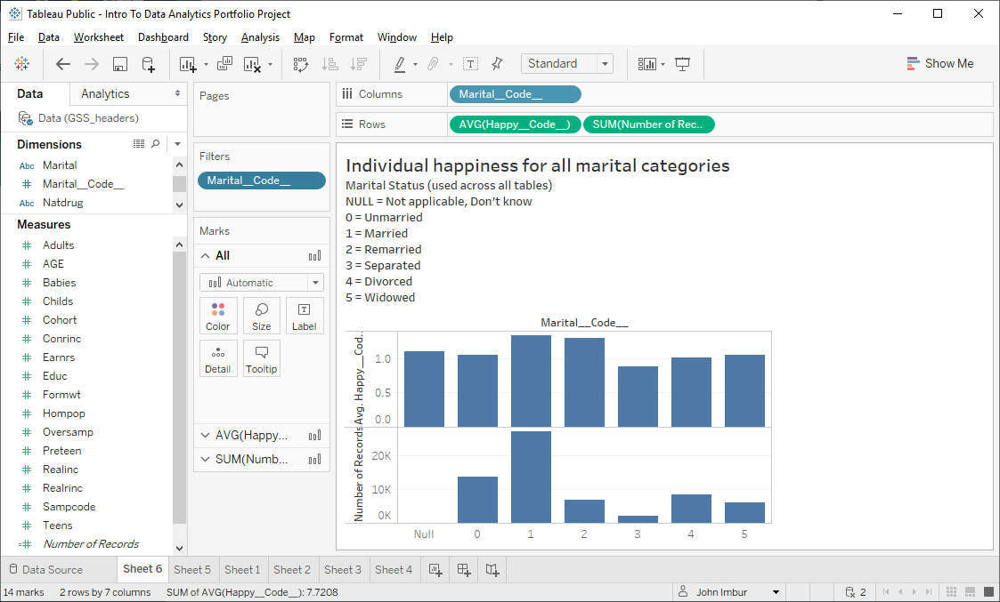 Tableau Public - Intro To Data Analytics Portfolio Project
File Data Worksheet Dashboard Story Analysis Map Format Window Help
Standard Show Me
Data Analytics
Data (GSS_headers)
Dimensions
Abc Marital
Marital__Code__
Abc Natdrug
Measures
Adults
AGE
Babies
Childs
Cohort
Conrinc
Earnrs
Educ
Formwt
Hompop
Oversamp
Preteen
Realinc
Realrinc
Sampcode
Teens
Number of Records
Pages
Filters
Marital__Code__
Marks
All
Automatic
Color Size Label
Detail Tooltip
AVG(Happy...
SUM(Numb...
Columns Marital__Code__
Rows AVG(Happy__Code__) SUM(Number of Rec..
Individual happiness for all marital categories
Marital Status (used across all tables)
NULL = Not applicable, Don't know
0 = Unmarried
1 = Married
2 = Remarried
3 = Separated
4 = Divorced
5 = Widowed
Marital__Code__
Avg. Happy__Cod..
1.0
0.5
0.0
Number of Records
20K
10K
0K
Null 0 1 2 3 4 5
Data Source Sheet 6 Sheet 5 Sheet 1 Sheet 2 Sheet 3 Sheet 4
14 marks 2 rows by 7 columns SUM of AVG(Happy__Code__): 7.7208 John Imbur 2